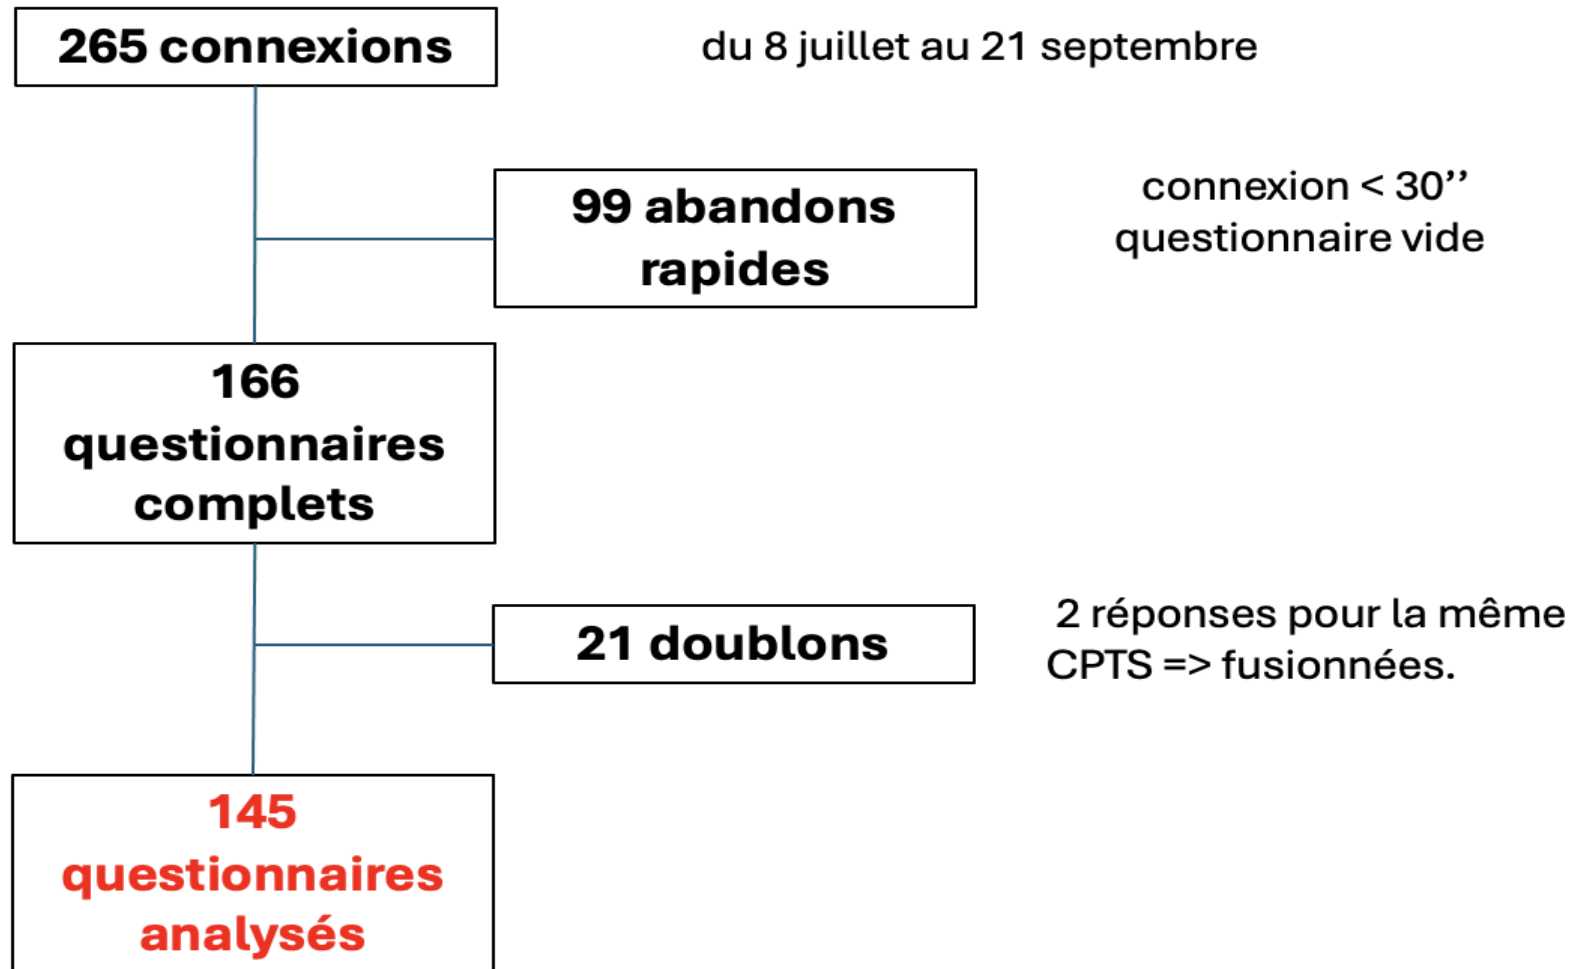 265 connexions
du 8 juillet au 21 septembre
99 abandons
rapides
connexion < 30’’
questionnaire vide
166
questionnaires
complets
21 doublons
2 réponses pour la même
CPTS => fusionnées.
145
questionnaires
analysés